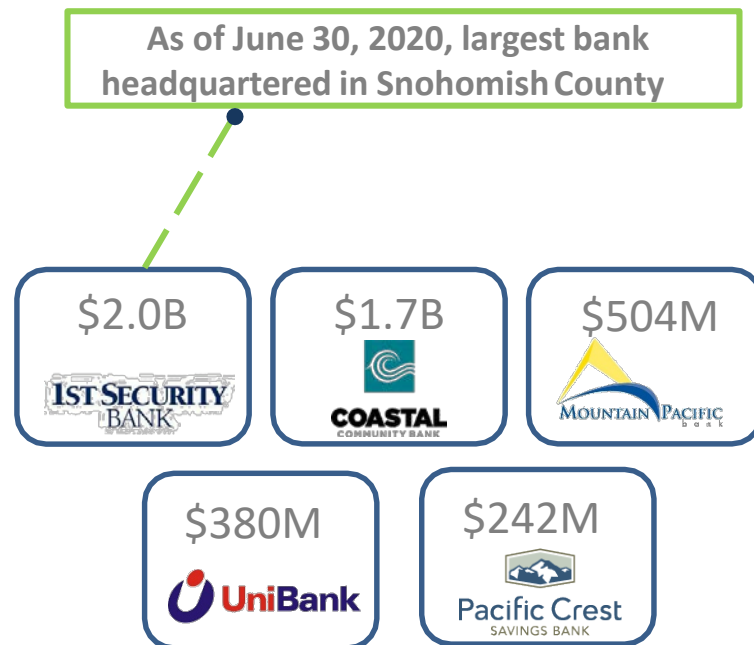 As of June 30, 2020, largest bank
headquartered in Snohomish County
$2.0B
1ST SECURITY
BANK
$1.7B
COASTAL
COMMUNITY BANK
$504M
MOUNTAIN PACIFIC
bank
$380M
UniBank
$242M
Pacific Crest
SAVINGS BANK